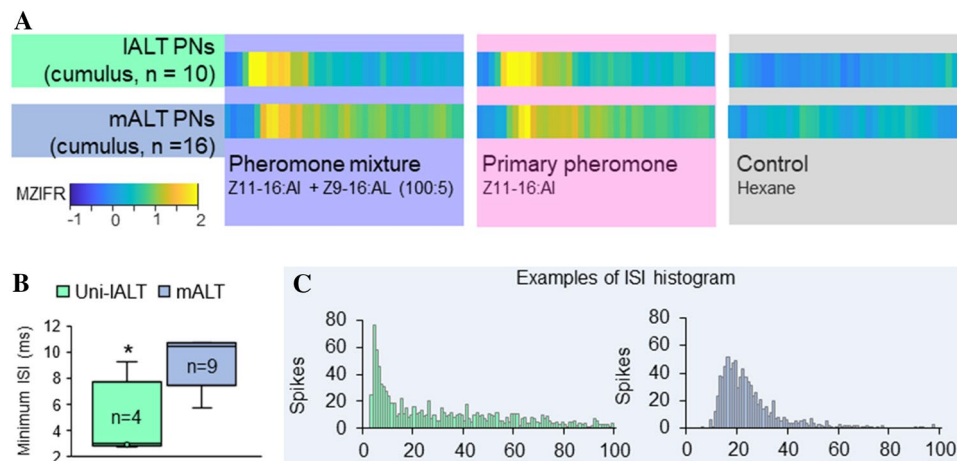 A
lALT PNs
(cumulus, n = 10)
mALT PNs
(cumulus, n =16)
MZIFR
-1 0 1 2
Pheromone mixture
Z11-16:Al + Z9-16:AL (100:5)
Primary pheromone
Z11-16:Al
Control
Hexane
B
Uni-lALT mALT
Minimum ISI (ms)
12
10
8
6
4
2
*
n=4
n=9
C
Examples of ISI histogram
Spikes
80
60
40
20
0
0 20 40 60 80 100
Spikes
80
60
40
20
0
0 20 40 60 80 100